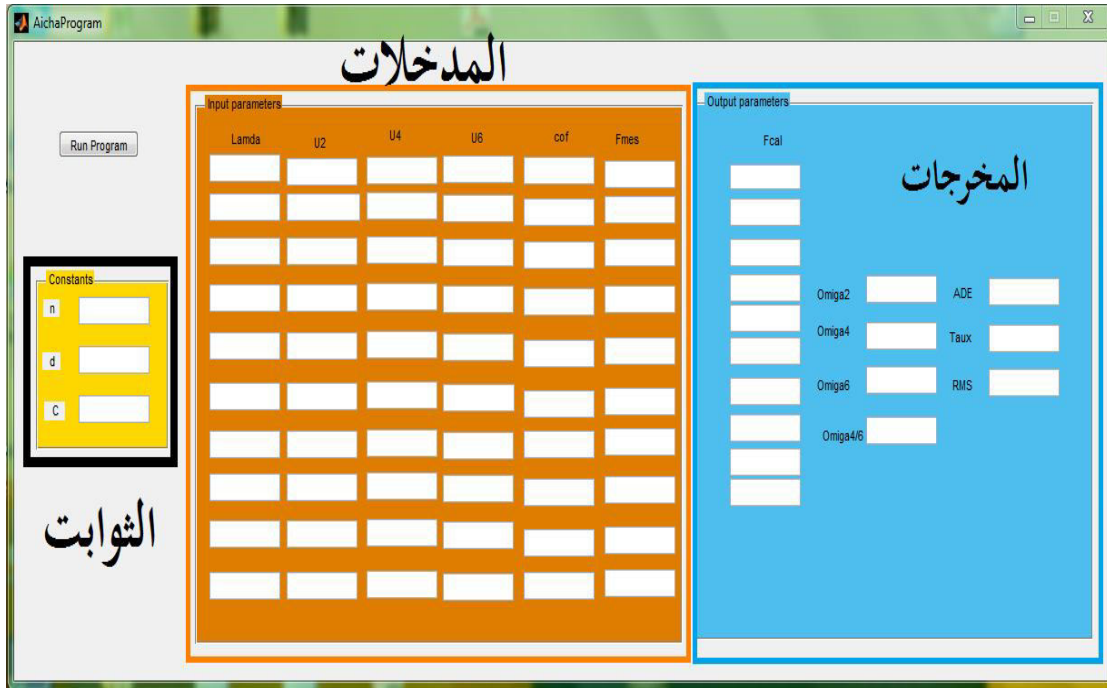 AichaProgram
المدخلات
Input parameters
Lamda U2 U4 U6 cof Fmes
Run Program
Constants
n
d
C
الثوابت
Output parameters
Fcal
المخرجات
Omiga2 ADE
Omiga4 Taux
Omiga6 RMS
Omiga4/6